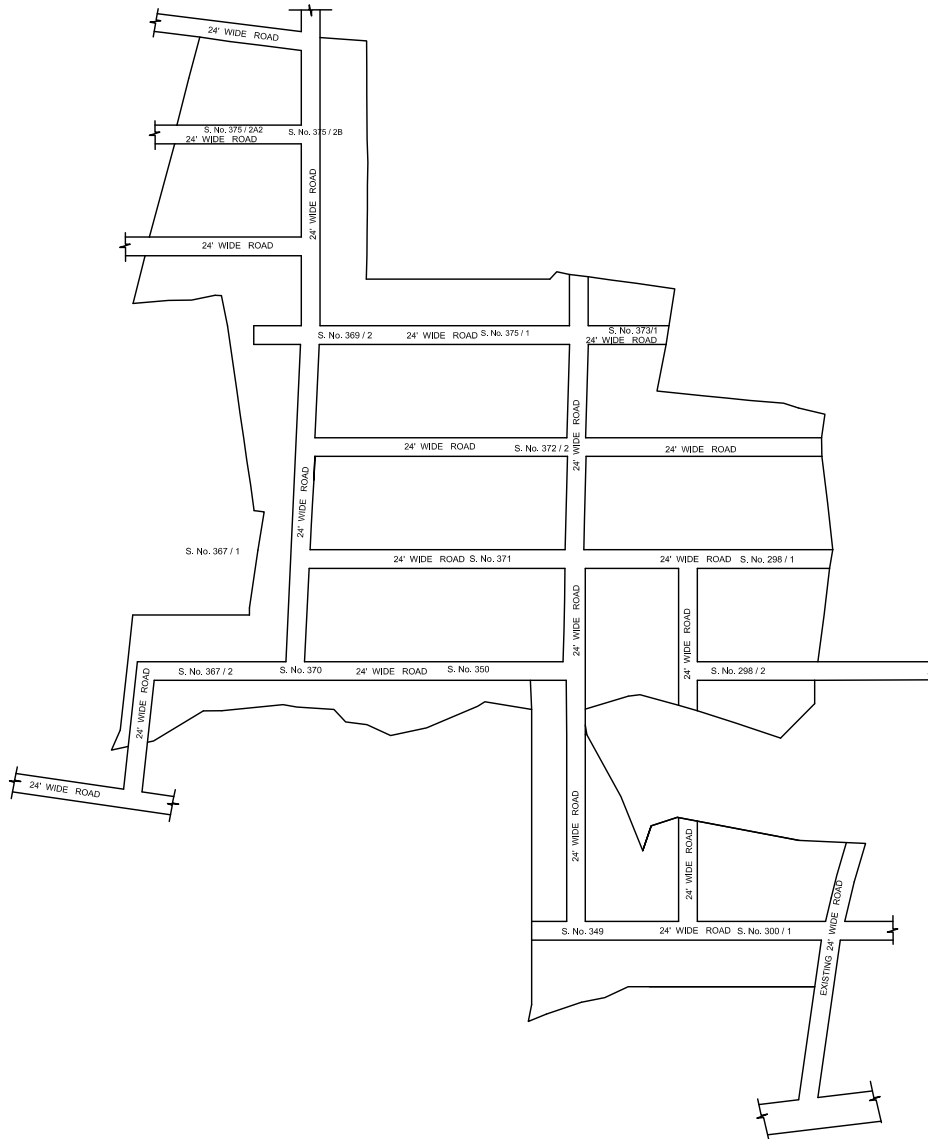 24' WIDE ROAD
S. No. 375 / 2A2
S. No. 375 / 2B
24' WIDE ROAD
24' WIDE ROAD
24' WIDE ROAD
S. No. 369 / 2
24' WIDE ROAD
S. No. 375 / 1
S. No. 373/1
24' WIDE ROAD
24' WIDE ROAD
24' WIDE ROAD
S. No. 372 / 2
24' WIDE ROAD
24' WIDE ROAD
S. No. 367 / 1
24' WIDE ROAD
S. No. 371
24' WIDE ROAD
S. No. 298 / 1
24' WIDE ROAD
24' WIDE ROAD
S. No. 367 / 2
S. No. 370
24' WIDE ROAD
S. No. 350
S. No. 298 / 2
24' WIDE ROAD
24' WIDE ROAD
24' WIDE ROAD
24' WIDE ROAD
S. No. 349
24' WIDE ROAD
S. No. 300 / 1
EXISTING 24' WIDE ROAD